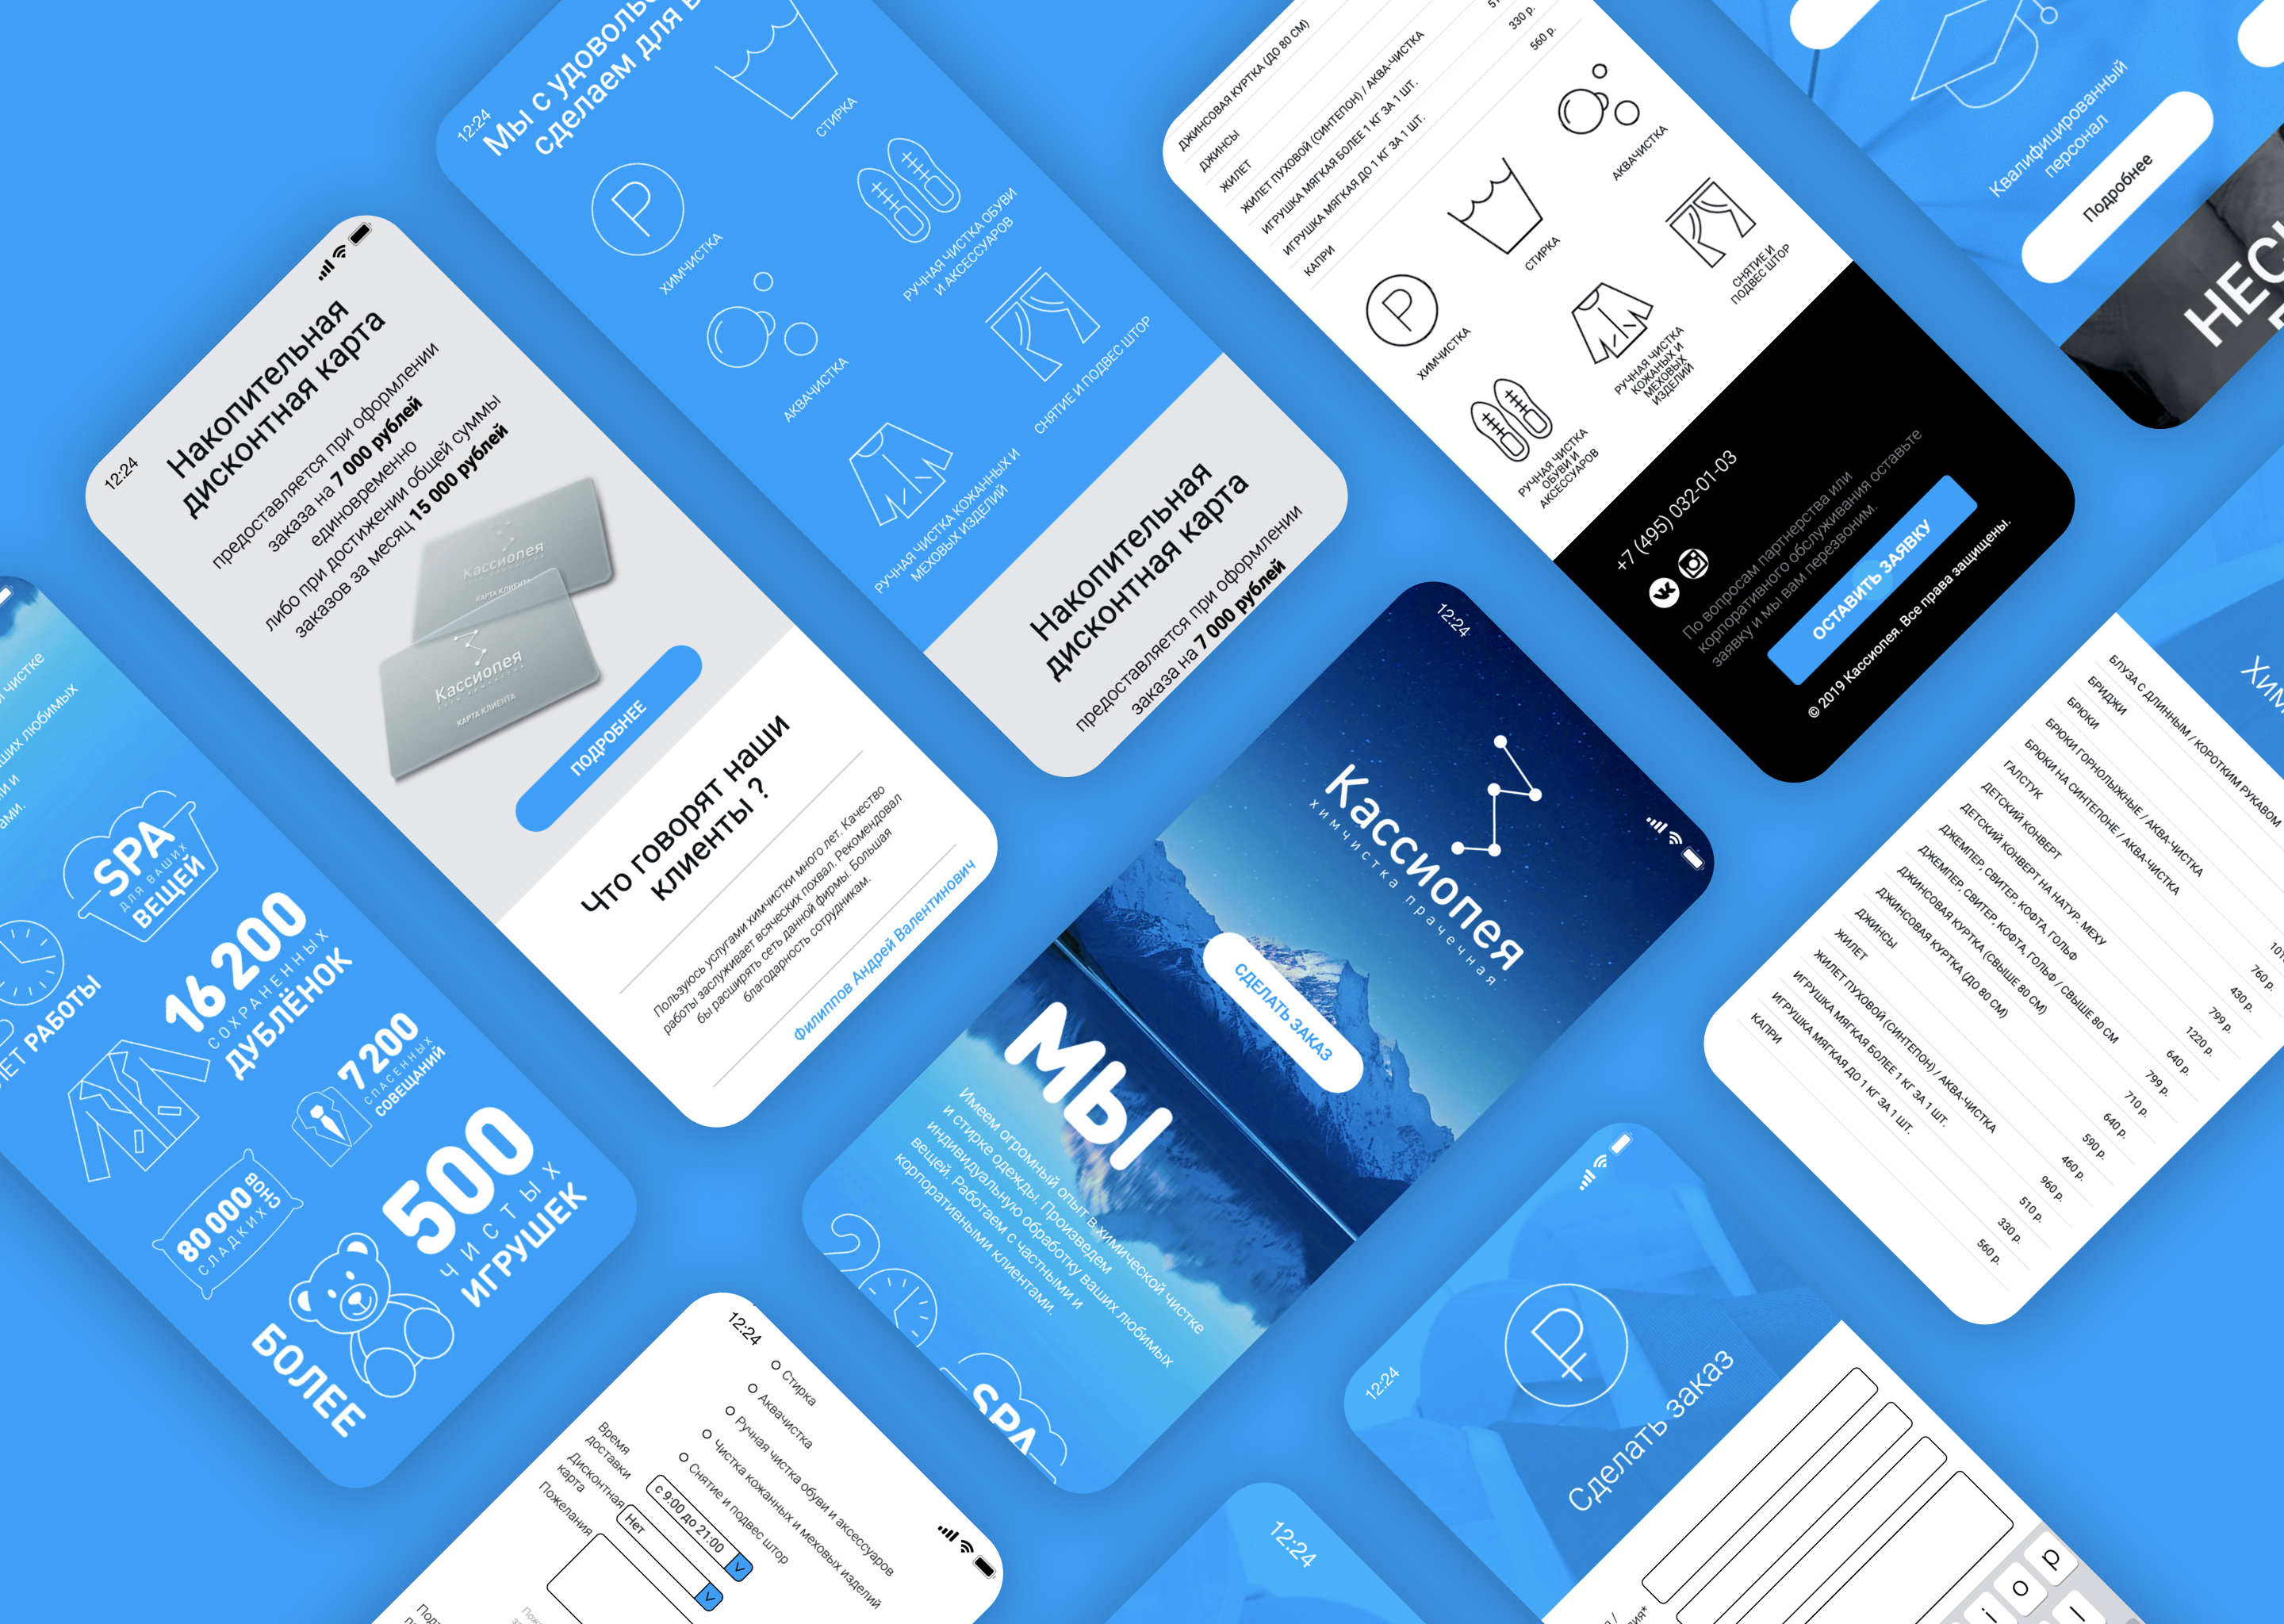 12:24
Накопительная
дисконтная карта
предоставляется при оформлении
заказа на 7 000 рублей
единовременно
либо при достижении общей суммы
заказов за месяц 15 000 рублей
Кассиопея
КАРТА КЛИЕНТА
Кассиопея
КАРТА КЛИЕНТА
ПОДРОБНЕЕ
Что говорят наши
клиенты ?
Пользуюсь услугами химчистки много лет. Качество
работы заслуживает всяческих похвал. Рекомендовал
бы расширять сеть данной фирмы. Большая
благодарность сотрудникам.
Филиппов Андрей Валентинович
12:24
Мы с
сделаем для
СТИРКА
ХИМЧИСТКА
РУЧНАЯ ЧИСТКА ОБУВИ
И АКСЕССУАРОВ
АКВАЧИСТКА
СНЯТИЕ И ПОДВЕС ШТОР
РУЧНАЯ ЧИСТКА КОЖАННЫХ И
МЕХОВЫХ ИЗДЕЛИЙ
Накопительная
дисконтная карта
предоставляется при оформлении
заказа на 7 000 рублей
ДЖИНСОВАЯ КУРТКА (ДО 80 СМ)
ДЖИНСЫ
ЖИЛЕТ
ЖИЛЕТ ПУХОВОЙ (СИНТЕПОН) / АКВА-ЧИСТКА
ИГРУШКА МЯГКАЯ БОЛЕЕ 1 КГ ЗА 1 ШТ.
330 р.
ИГРУШКА МЯГКАЯ ДО 1 КГ ЗА 1 ШТ.
560 р.
КАПРИ
АКВАЧИСТКА
СТИРКА
СНЯТИЕ И
ПОДВЕС ШТОР
ХИМЧИСТКА
РУЧНАЯ ЧИСТКА
КОЖАНЫХ И
МЕХОВЫХ
ИЗДЕЛИЙ
РУЧНАЯ ЧИСТКА
ОБУВИ И
АКСЕССУАРОВ
+7 (495) 032-01-03
По вопросам партнерства или
корпоративного обслуживания оставьте
заявку и мы вам перезвоним.
ОСТАВИТЬ ЗАЯВКУ
© 2019 Кассиопея. Все права защищены.
Квалифицированный
персонал
Подробнее
чистке
любимых
SPA
ДЛЯ ВАШИХ
ВЕЩЕЙ
ЛЕТ РАБОТЫ
16 200
СОХРАНЕННЫХ
ДУБЛЁНОК
7 200
СПАСЕННЫХ
СОВЕЩАНИЙ
80 000
СЛАДКИХ
СНОВ
БОЛЕЕ
500
ЧИСТЫХ
ИГРУШЕК
12:24
Кассиопея
химчистка прачечная
СДЕЛАТЬ ЗАКАЗ
МЫ
Имеем огромный опыт в химической чистке
и стирке одежды. Произведем
индивидуальную обработку ваших любимых
вещей. Работаем с частными и
корпоративными клиентами.
SPA
БЛУЗА С ДЛИННЫМ / КОРОТКИМ РУКАВОМ
БРИДЖИ
БРЮКИ
БРЮКИ ГОРНОЛЫЖНЫЕ / АКВА-ЧИСТКА
БРЮКИ НА СИНТЕПОНЕ / АКВА-ЧИСТКА
ГАЛСТУК
ДЕТСКИЙ КОНВЕРТ
ДЕТСКИЙ КОНВЕРТ НА НАТУР. МЕХУ
ДЖЕМПЕР, СВИТЕР, КОФТА, ГОЛЬФ
ДЖЕМПЕР, СВИТЕР, КОФТА, ГОЛЬФ / СВЫШЕ 80 СМ
ДЖИНСОВАЯ КУРТКА (СВЫШЕ 80 СМ)
ДЖИНСОВАЯ КУРТКА (ДО 80 СМ)
ДЖИНСЫ
ЖИЛЕТ
ЖИЛЕТ ПУХОВОЙ (СИНТЕПОН) / АКВА-ЧИСТКА
ИГРУШКА МЯГКАЯ БОЛЕЕ 1 КГ ЗА 1 ШТ.
ИГРУШКА МЯГКАЯ ДО 1 КГ ЗА 1 ШТ.
КАПРИ
760 р.
430 р.
799 р.
1220 р.
640 р.
799 р.
710 р.
640 р.
590 р.
460 р.
960 р.
510 р.
330 р.
560 р.
12:24
Стирка
Аквачистка
Ручная чистка обуви и аксессуаров
Чистка кожанных и меховых изделий
Снятие и подвес штор
Время
доставки
с 9:00 до 21:00
Дисконтная
карта
Нет
Пожелания
12:24
12:24
Сделать заказ
i o p
l